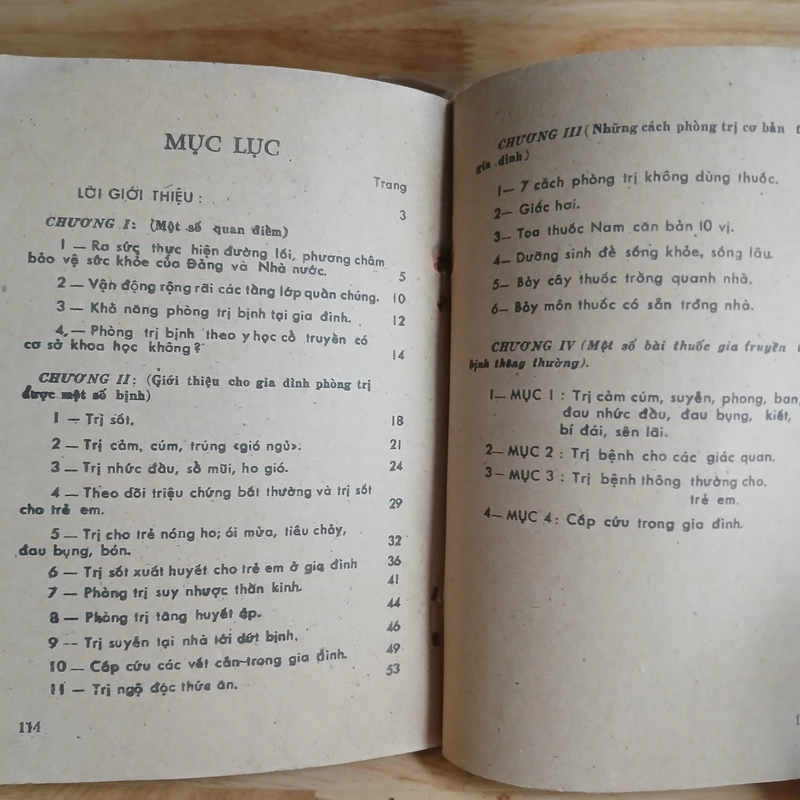 MỤC LỤC
Trang
LỜI GIỚI THIỆU : 3
CHƯƠNG I: (Một số quan điểm)
1 — Ra sức thực hiện đường lối, phương châm
bảo vệ sức khỏe của Đảng và Nhà nước. 5
2 — Vận động rộng rãi các tầng lớp quần chúng. 10
3 — Khả năng phòng trị bịnh tại gia đình. 12
4 — Phòng trị bịnh theo y học cổ truyền có
cơ sở khoa học không? 14
CHƯƠNG II: (Giới thiệu cho gia đình phòng trị
được một số bịnh)
1 — Trị sốt. 18
2 — Trị cảm, cúm, trúng «gió ngủ». 21
3 — Trị nhức đầu, sổ mũi, ho gió. 24
4 — Theo dõi triệu chứng bất thường và trị sốt
cho trẻ em. 29
5 — Trị cho trẻ nóng ho; ói mửa, tiêu chảy,
đau bụng, bón. 32
6 — Trị sốt xuất huyết cho trẻ em ở gia đình 36
7 — Phòng trị suy nhược thần kinh. 41
8 — Phòng trị tăng huyết áp. 44
9 — Trị suyễn tại nhà tới dứt bịnh. 46
10 — Cấp cứu các vết cắn trong gia đình. 49
11 — Trị ngộ độc thức ăn. 53
114
CHƯƠNG III (Những cách phòng trị cơ bản
gia đình)
1— 7 cách phòng trị không dùng thuốc.
2— Giác hơi.
3— Toa thuốc Nam căn bản 10 vị.
4— Dưỡng sinh để sống khỏe, sống lâu.
5— Bảy cây thuốc trồng quanh nhà.
6— Bảy món thuốc có sẵn trong nhà.
CHƯƠNG IV (Một số bài thuốc gia truyền
bịnh thông thường).
1— MỤC 1 : Trị cảm cúm, suyễn, phong, ban,
đau nhức đầu, đau bụng, kiết,
bí đái, sên lãi.
2— MỤC 2 : Trị bệnh cho các giác quan.
3— MỤC 3 : Trị bệnh thông thường cho.
trẻ em.
4— MỤC 4 : Cấp cứu trong gia đình.